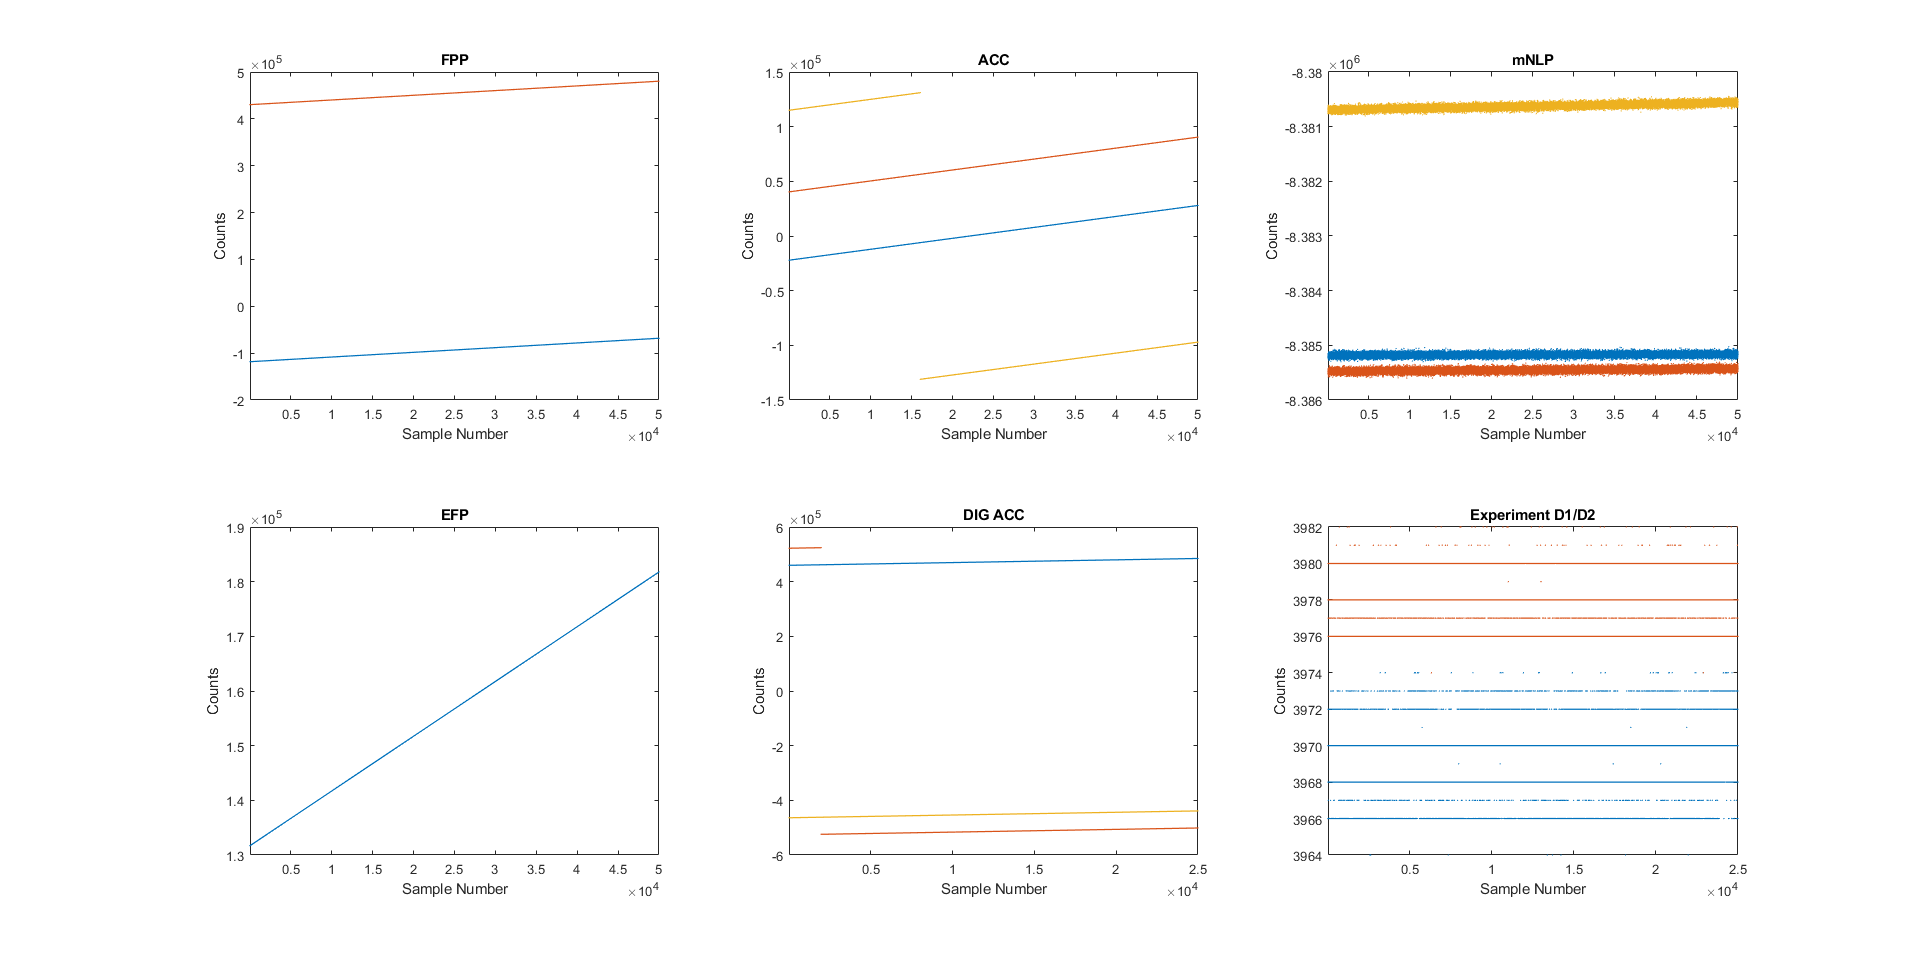 FPP
×10^5
5
4
3
2
1
0
-1
-2
Counts
0.5 1 1.5 2 2.5 3 3.5 4 4.5 5
Sample Number
×10^4
ACC
×10^5
1.5
1
0.5
0
-0.5
-1
-1.5
Counts
0.5 1 1.5 2 2.5 3 3.5 4 4.5 5
Sample Number
×10^4
mNLP
×10^6
-8.38
-8.381
-8.382
-8.383
-8.384
-8.385
-8.386
Counts
0.5 1 1.5 2 2.5 3 3.5 4 4.5 5
Sample Number
×10^4
EFP
×10^5
1.9
1.8
1.7
1.6
1.5
1.4
1.3
Counts
0.5 1 1.5 2 2.5 3 3.5 4 4.5 5
Sample Number
×10^4
DIG ACC
×10^5
6
4
2
0
-2
-4
-6
Counts
0.5 1 1.5 2 2.5
Sample Number
×10^4
Experiment D1/D2
3982
3980
3978
3976
3974
3972
3970
3968
3966
3964
Counts
0.5 1 1.5 2 2.5
Sample Number
×10^4